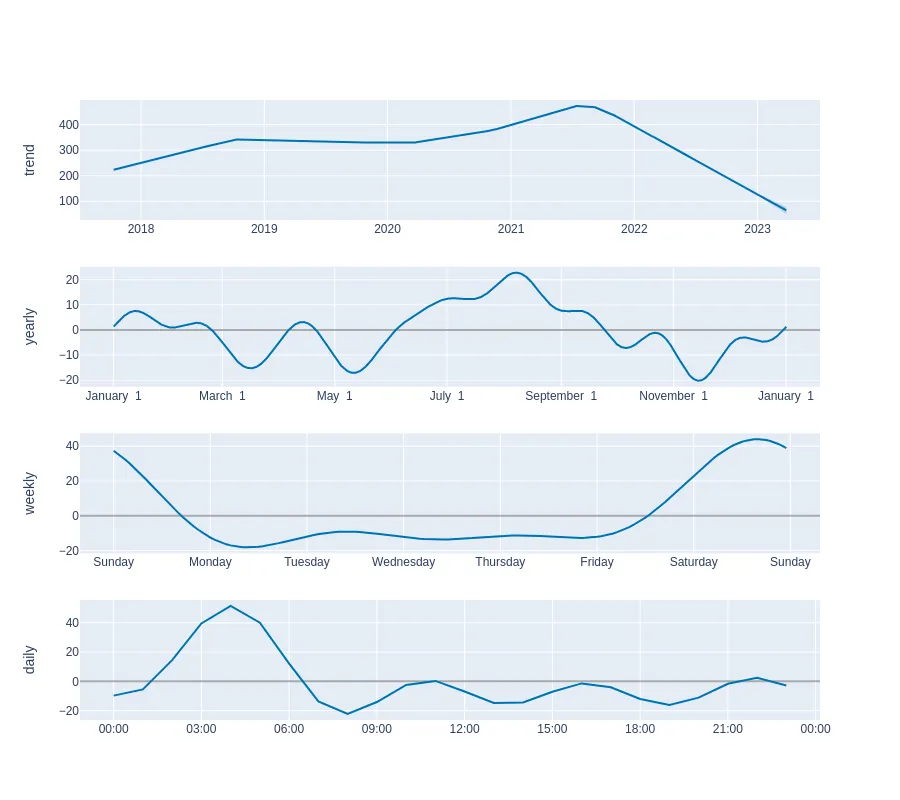 trend
400
300
200
100
2018 2019 2020 2021 2022 2023
yearly
20
10
0
−10
−20
January 1 March 1 May 1 July 1 September 1 November 1 January 1
weekly
40
20
0
−20
Sunday Monday Tuesday Wednesday Thursday Friday Saturday Sunday
daily
40
20
0
−20
00:00 03:00 06:00 09:00 12:00 15:00 18:00 21:00 00:00